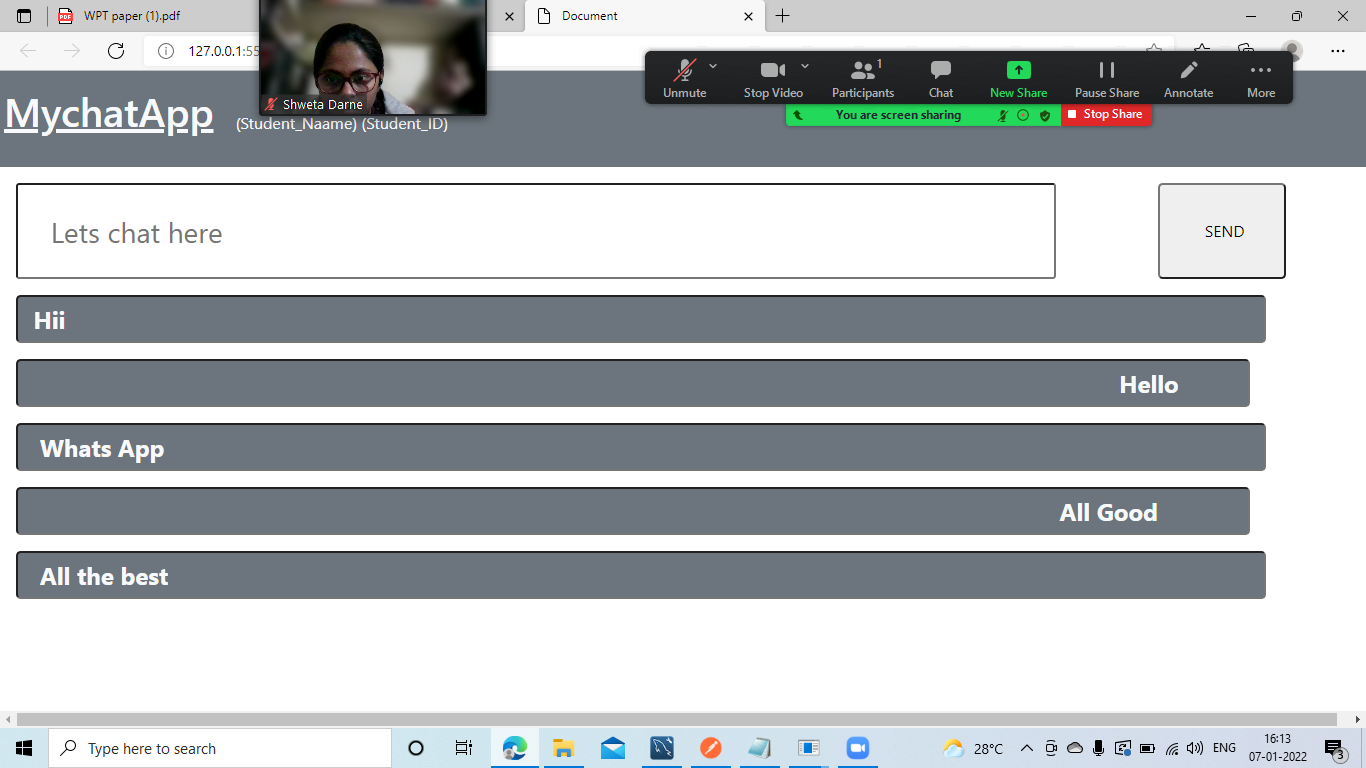 WPT paper (1).pdf
Document
127.0.0.1:55
Shweta Darne
Unmute
Stop Video
1
Participants
Chat
New Share
Pause Share
Annotate
More
You are screen sharing
Stop Share
MychatApp
(Student_Naame) (Student_ID)
Lets chat here
SEND
Hii
Hello
Whats App
All Good
All the best
Type here to search
28°C
ENG
16:13
07-01-2022
3